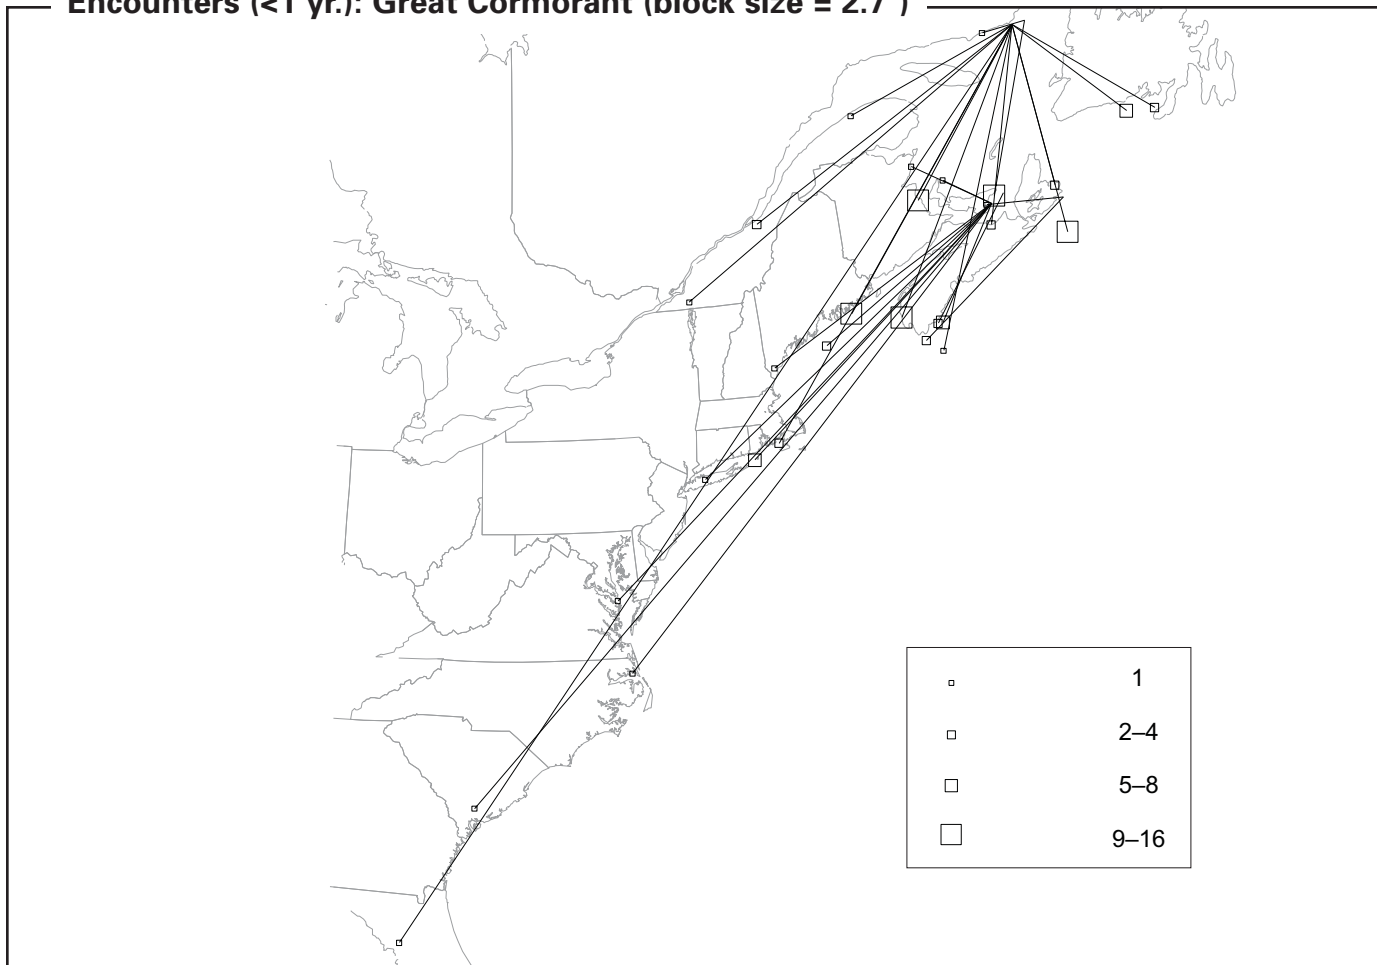 Encounters (<1 yr.): Great Cormorant (block size = 2.7°)
1
2–4
5–8
9–16